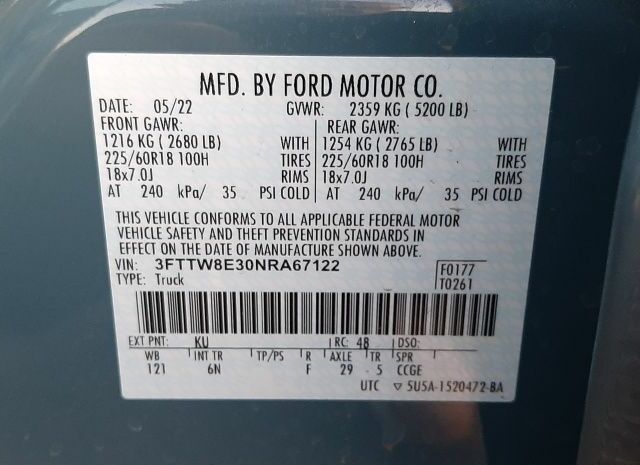 MFD. BY FORD MOTOR CO.
DATE: 05/22 GVWR: 2359 KG ( 5200 LB)
FRONT GAWR: REAR GAWR:
1216 KG ( 2680 LB) WITH 1254 KG ( 2765 LB) WITH
225/60R18 100H TIRES 225/60R18 100H TIRES
18x7.0J RIMS 18x7.0J RIMS
AT 240 kPa/ 35 PSI COLD AT 240 kPa/ 35 PSI COLD
THIS VEHICLE CONFORMS TO ALL APPLICABLE FEDERAL MOTOR
VEHICLE SAFETY AND THEFT PREVENTION STANDARDS IN
EFFECT ON THE DATE OF MANUFACTURE SHOWN ABOVE.
VIN: 3FTTW8E30NRA67122 F0177
TYPE: Truck T0261
EXT PNT: KU RC: 48 DSO:
WB INT TR TP/PS R AXLE TR SPR
121 6N F 29 5 CCGE
UTC ▽ 5U5A-1520472-BA